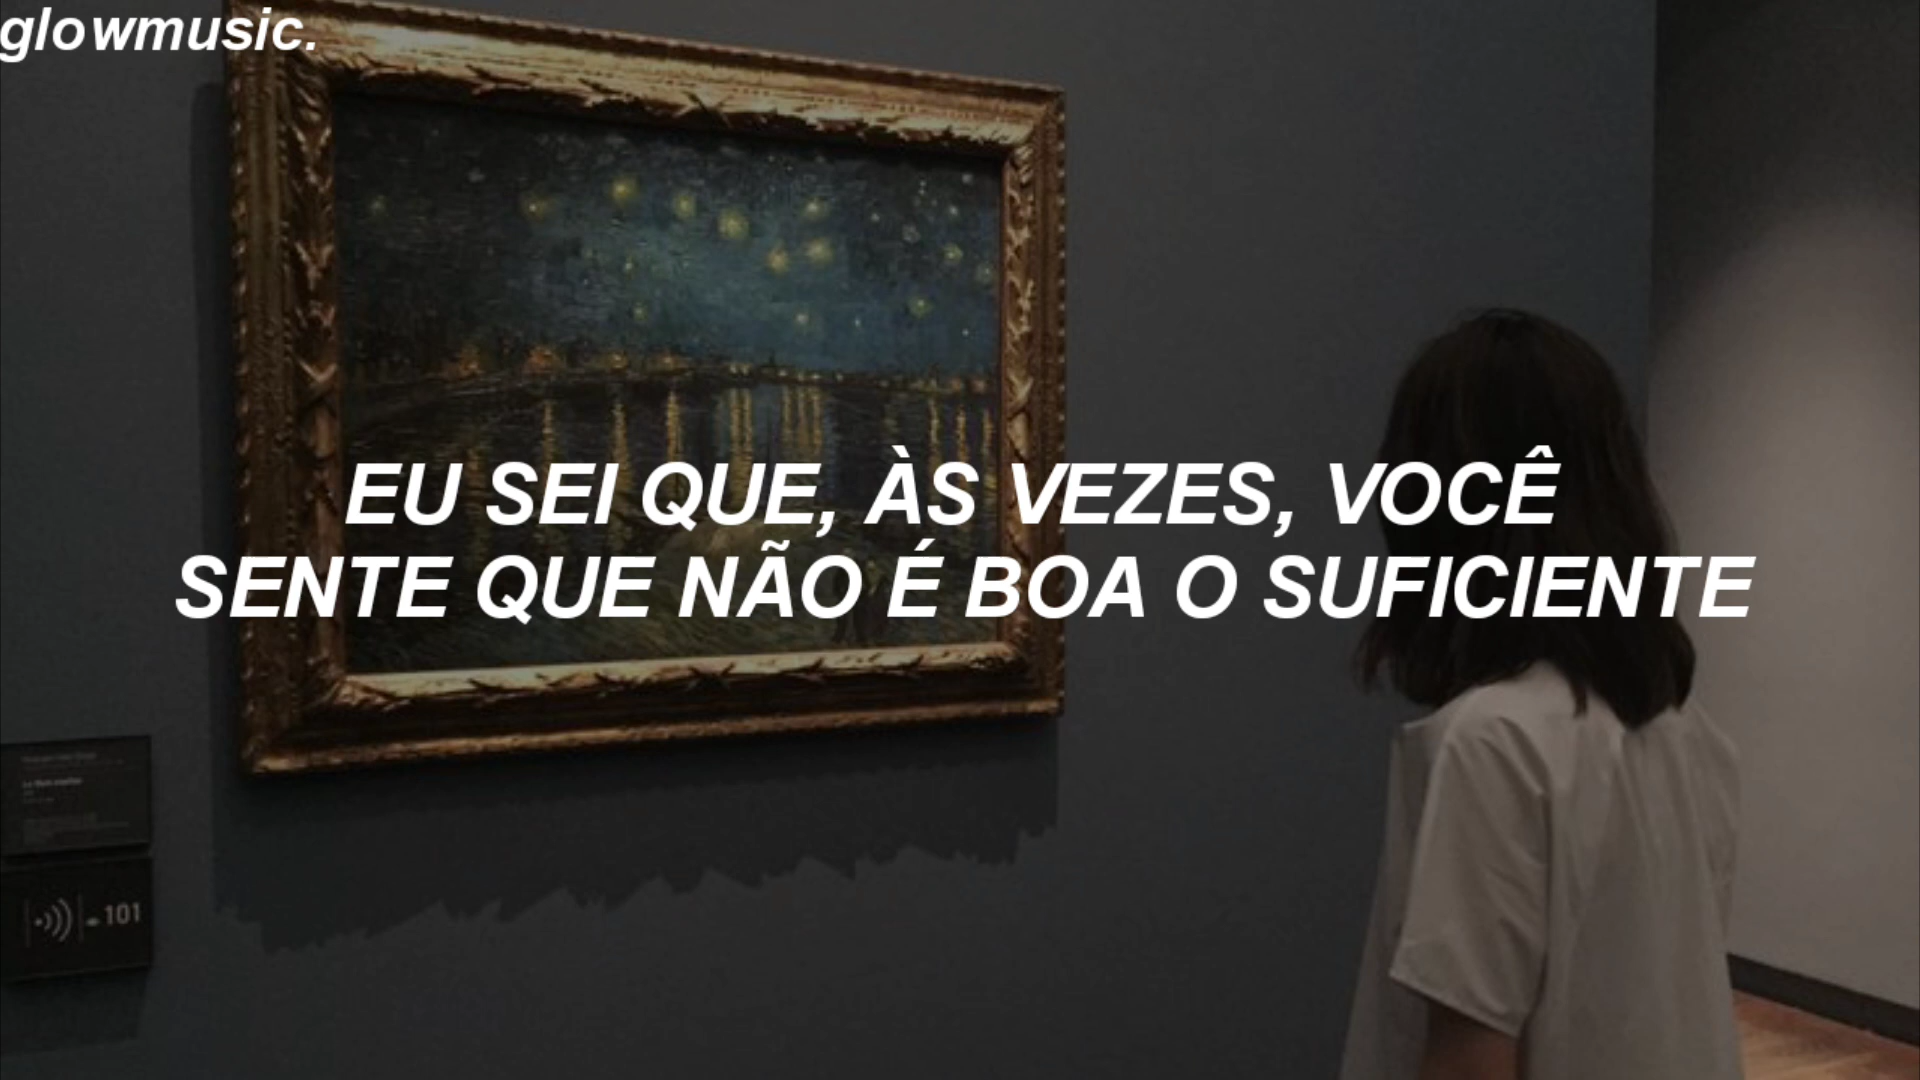 glowmusic.
EU SEI QUE, ÀS VEZES, VOCÊ
SENTE QUE NÃO É BOA O SUFICIENTE
101